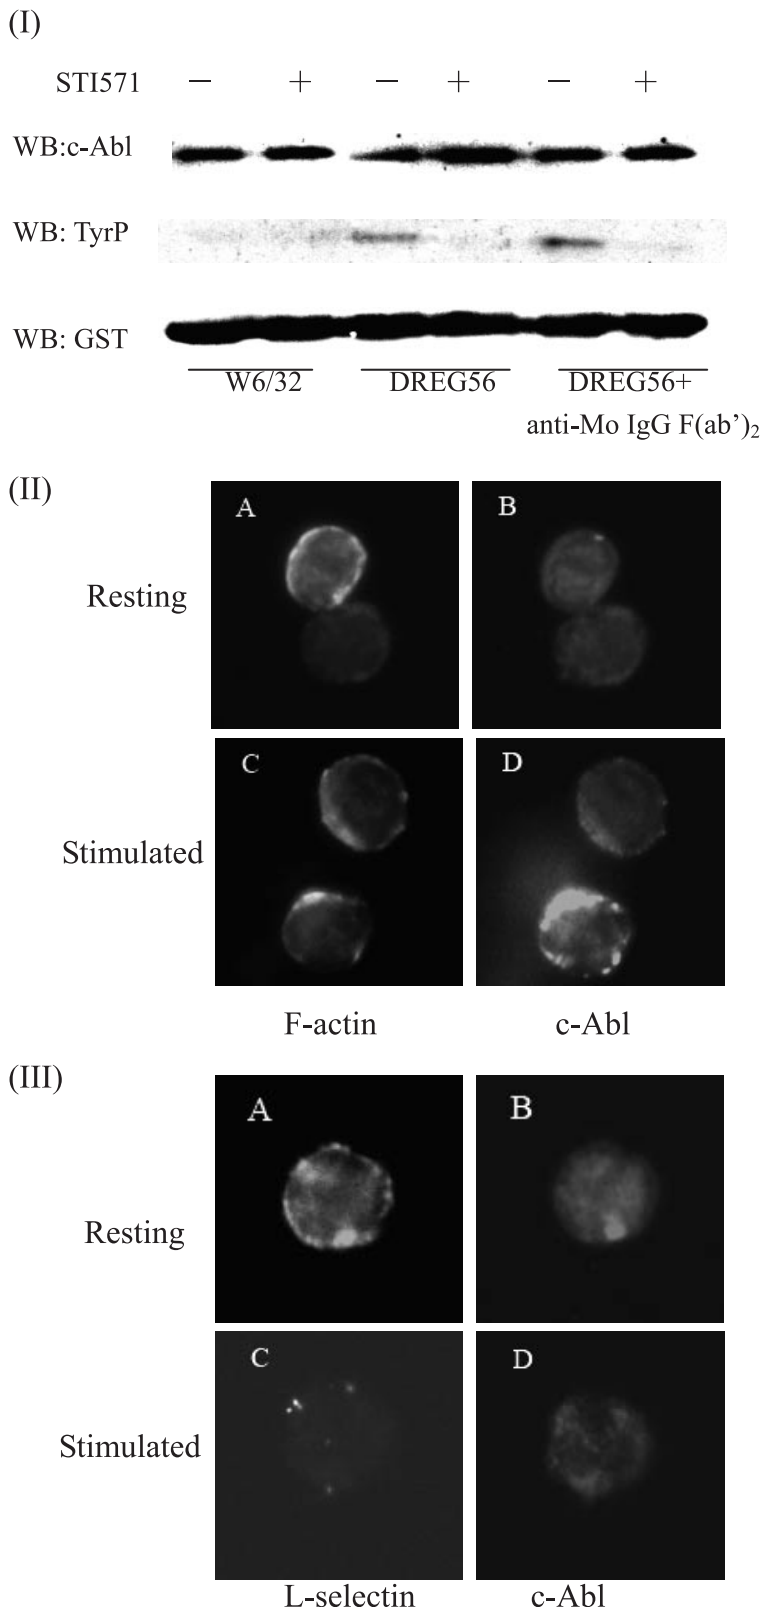 (I)
STI571 − + − + − +
WB:c-Abl
WB: TyrP
WB: GST
W6/32 DREG56 DREG56+
anti-Mo IgG F(ab’)₂
(II)
A B
Resting
C D
Stimulated
F-actin c-Abl
(III)
A B
Resting
C D
Stimulated
L-selectin c-Abl